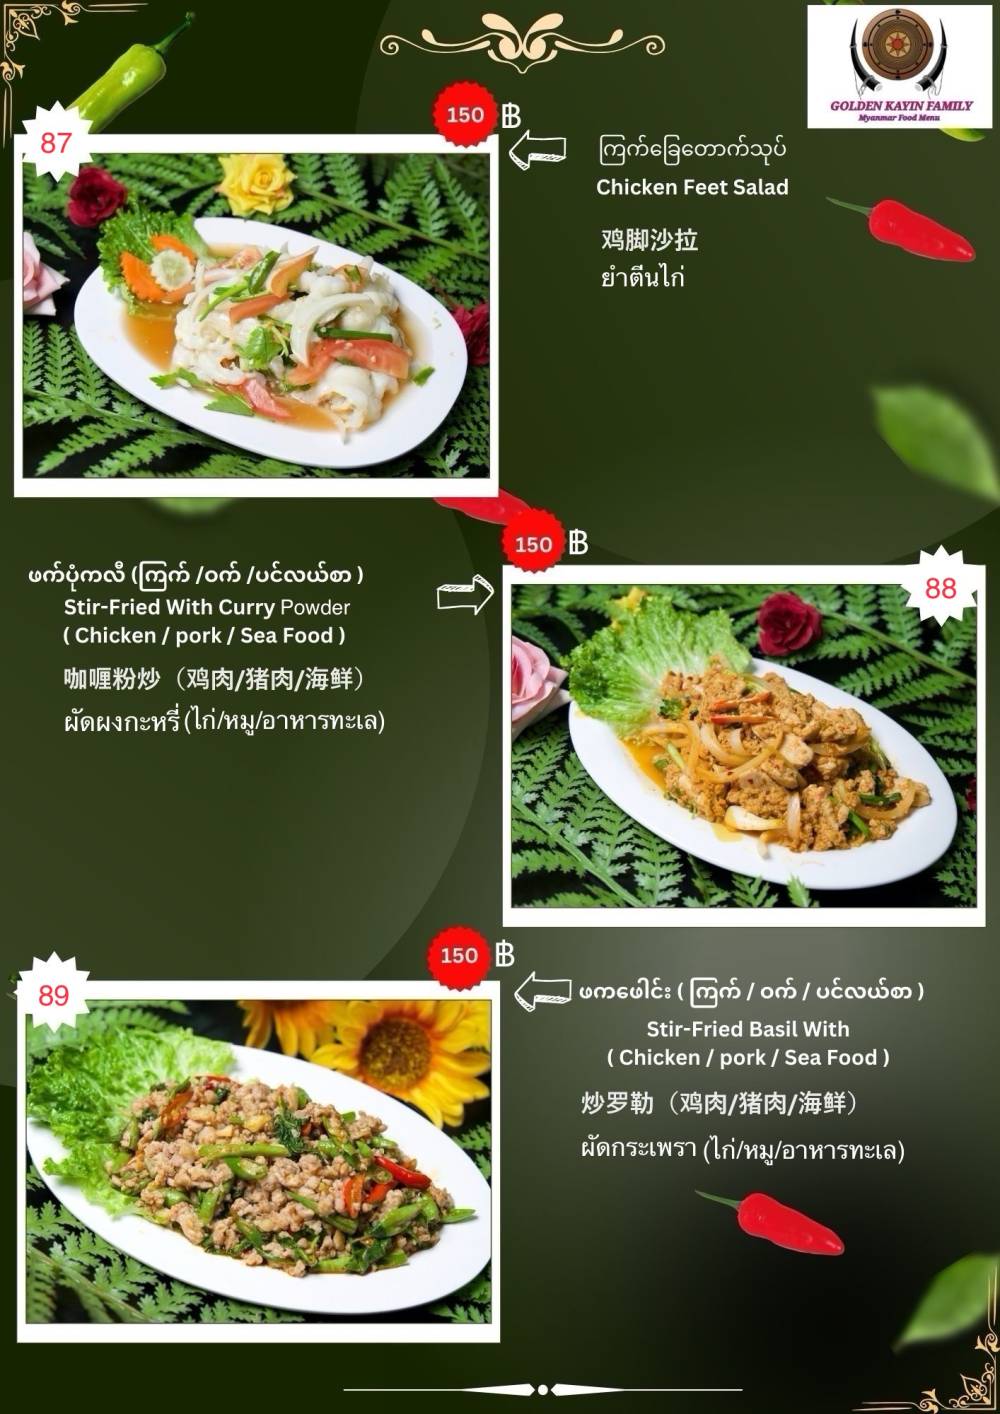 GOLDEN KAYIN FAMILY
Myanmar Food Menu
87
150 ฿
ကြက်ခြေတောက်သုပ်
Chicken Feet Salad
鸡脚沙拉
ยำตีนไก่
150 ฿
88
ဖက်ပုံကလီ (ကြက် /ဝက် /ပင်လယ်စာ )
Stir-Fried With Curry Powder
( Chicken / pork / Sea Food )
咖喱粉炒（鸡肉/猪肉/海鲜）
ผัดผงกะหรี่ (ไก่/หมู/อาหารทะเล)
150 ฿
89
ဖကဖေါင်း ( ကြက် / ဝက် / ပင်လယ်စာ )
Stir-Fried Basil With
( Chicken / pork / Sea Food )
炒罗勒（鸡肉/猪肉/海鲜）
ผัดกระเพรา (ไก่/หมู/อาหารทะเล)